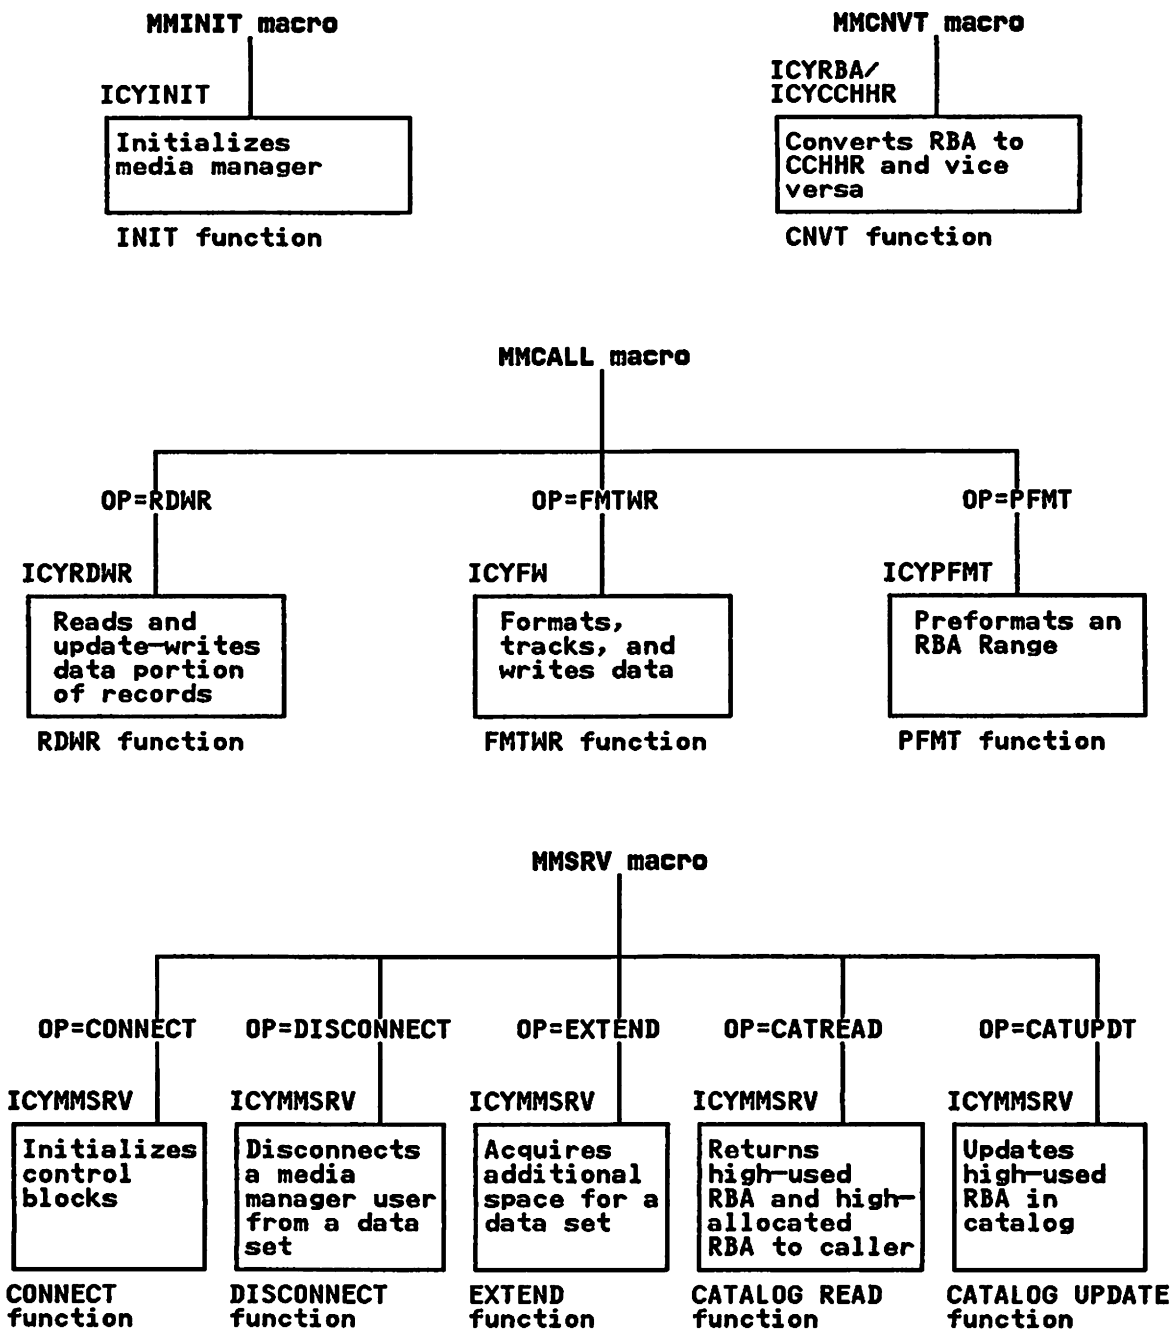 MMINIT macro
MMCNVT macro
ICYINIT
ICYRBA/
ICYCCHHR
Initializes
media manager
Converts RBA to
CCHHR and vice
versa
INIT function
CNVT function
MMCALL macro
OP=RDWR
OP=FMTWR
OP=PFMT
ICYRDWR
ICYFW
ICYPFMT
Reads and
update-writes
data portion
of records
Formats,
tracks, and
writes data
Preformats an
RBA Range
RDWR function
FMTWR function
PFMT function
MMSRV macro
OP=CONNECT
OP=DISCONNECT
OP=EXTEND
OP=CATREAD
OP=CATUPDT
ICYMMSRV
ICYMMSRV
ICYMMSRV
ICYMMSRV
ICYMMSRV
Initializes
control
blocks
Disconnects
a media
manager user
from a data
set
Acquires
additional
space for a
data set
Returns
high-used
RBA and high-
allocated
RBA to caller
Updates
high-used
RBA in
catalog
CONNECT
function
DISCONNECT
function
EXTEND
function
CATALOG READ
function
CATALOG UPDATE
function